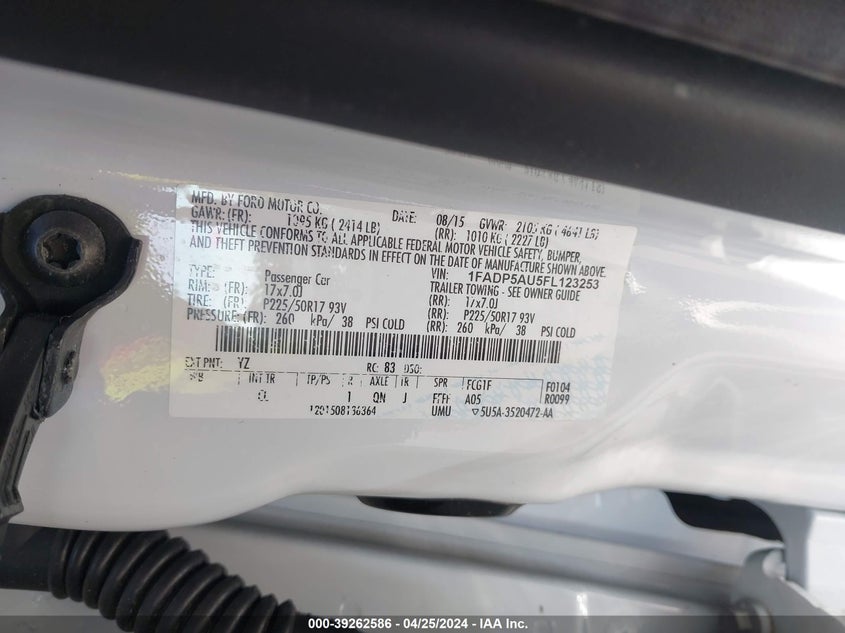 MFD. BY FORD MOTOR CO. DATE: 08/15 GVWR: 2105 KG ( 4641 LB)
GAWR: (FR): 1095 KG ( 2414 LB) (RR): 1010 KG ( 2227 LB)
THIS VEHICLE CONFORMS TO ALL APPLICABLE FEDERAL MOTOR VEHICLE SAFETY, BUMPER,
AND THEFT PREVENTION STANDARDS IN EFFECT ON THE DATE OF MANUFACTURE SHOWN ABOVE.
VIN: 1FADP5AU5FL123253
TYPE: Passenger Car TRAILER TOWING - SEE OWNER GUIDE
RIM: (FR): 17x7.0J (RR): 17x7.0J
TIRE: (FR): P225/50R17 93V (RR): P225/50R17 93V
PRESSURE: (FR): 260 kPa/ 38 PSI COLD (RR): 260 kPa/ 38 PSI COLD
EXT PNT: YZ RC: 83 DSO:
WB INT TR TP/PS R AXLE TR SPR FCG1F F0104
CL 1 QN J A05 R0099
UMU 5U5A-3520472-AA
000-39262586 - 04/25/2024 - IAA Inc.